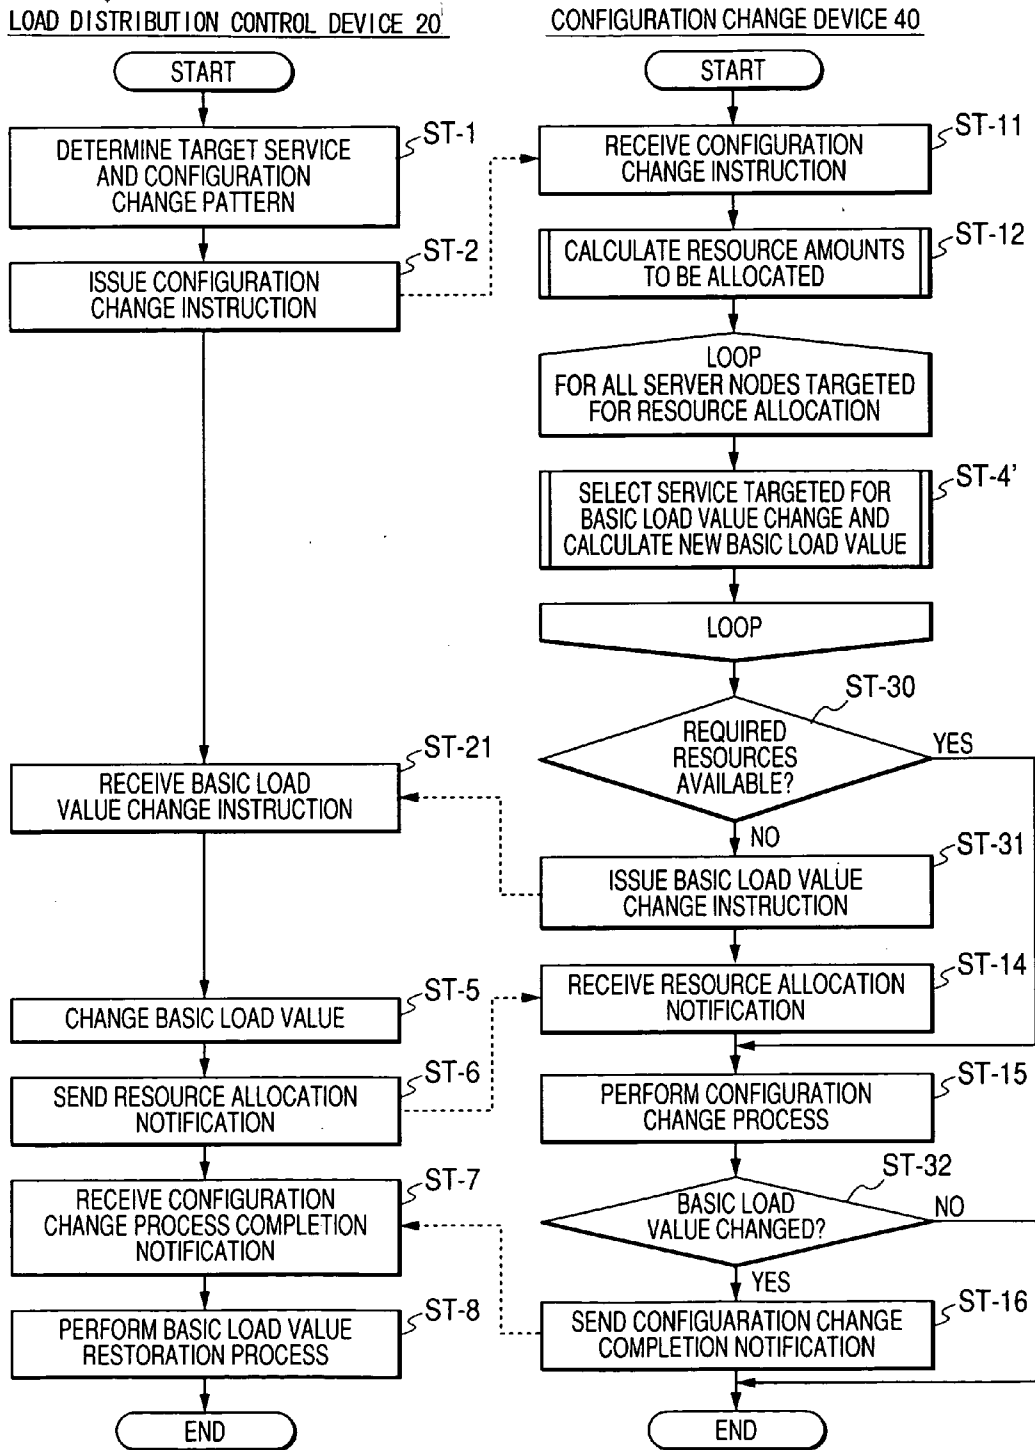 LOAD DISTRIBUTION CONTROL DEVICE 20
START
DETERMINE TARGET SERVICE
AND CONFIGURATION
CHANGE PATTERN
ST-1
ISSUE CONFIGURATION
CHANGE INSTRUCTION
ST-2
RECEIVE BASIC LOAD
VALUE CHANGE INSTRUCTION
ST-21
CHANGE BASIC LOAD VALUE
ST-5
SEND RESOURCE ALLOCATION
NOTIFICATION
ST-6
RECEIVE CONFIGURATION
CHANGE PROCESS COMPLETION
NOTIFICATION
ST-7
PERFORM BASIC LOAD VALUE
RESTORATION PROCESS
ST-8
END
CONFIGURATION CHANGE DEVICE 40
START
RECEIVE CONFIGURATION
CHANGE INSTRUCTION
ST-11
CALCULATE RESOURCE AMOUNTS
TO BE ALLOCATED
ST-12
LOOP
FOR ALL SERVER NODES TARGETED
FOR RESOURCE ALLOCATION
SELECT SERVICE TARGETED FOR
BASIC LOAD VALUE CHANGE AND
CALCULATE NEW BASIC LOAD VALUE
ST-4'
LOOP
REQUIRED
RESOURCES
AVAILABLE?
ST-30
YES
NO
ISSUE BASIC LOAD VALUE
CHANGE INSTRUCTION
ST-31
RECEIVE RESOURCE ALLOCATION
NOTIFICATION
ST-14
PERFORM CONFIGURATION
CHANGE PROCESS
ST-15
BASIC LOAD
VALUE CHANGED?
ST-32
NO
YES
SEND CONFIGUARATION CHANGE
COMPLETION NOTIFICATION
ST-16
END